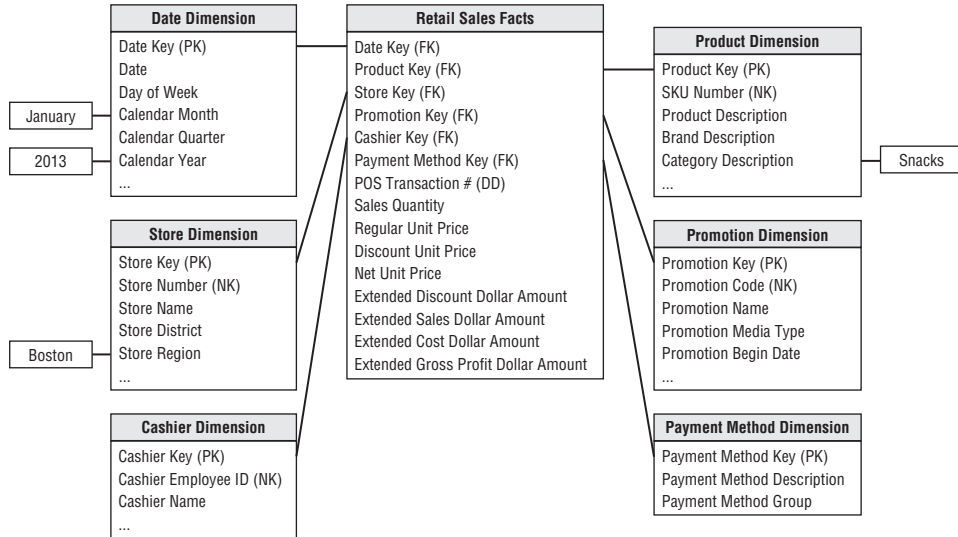 Date Dimension
Date Key (PK)
Date
Day of Week
Calendar Month
Calendar Quarter
Calendar Year
...
January
2013
Store Dimension
Store Key (PK)
Store Number (NK)
Store Name
Store District
Store Region
...
Boston
Cashier Dimension
Cashier Key (PK)
Cashier Employee ID (NK)
Cashier Name
...
Retail Sales Facts
Date Key (FK)
Product Key (FK)
Store Key (FK)
Promotion Key (FK)
Cashier Key (FK)
Payment Method Key (FK)
POS Transaction # (DD)
Sales Quantity
Regular Unit Price
Discount Unit Price
Net Unit Price
Extended Discount Dollar Amount
Extended Sales Dollar Amount
Extended Cost Dollar Amount
Extended Gross Profit Dollar Amount
Product Dimension
Product Key (PK)
SKU Number (NK)
Product Description
Brand Description
Category Description
...
Snacks
Promotion Dimension
Promotion Key (PK)
Promotion Code (NK)
Promotion Name
Promotion Media Type
Promotion Begin Date
...
Payment Method Dimension
Payment Method Key (PK)
Payment Method Description
Payment Method Group